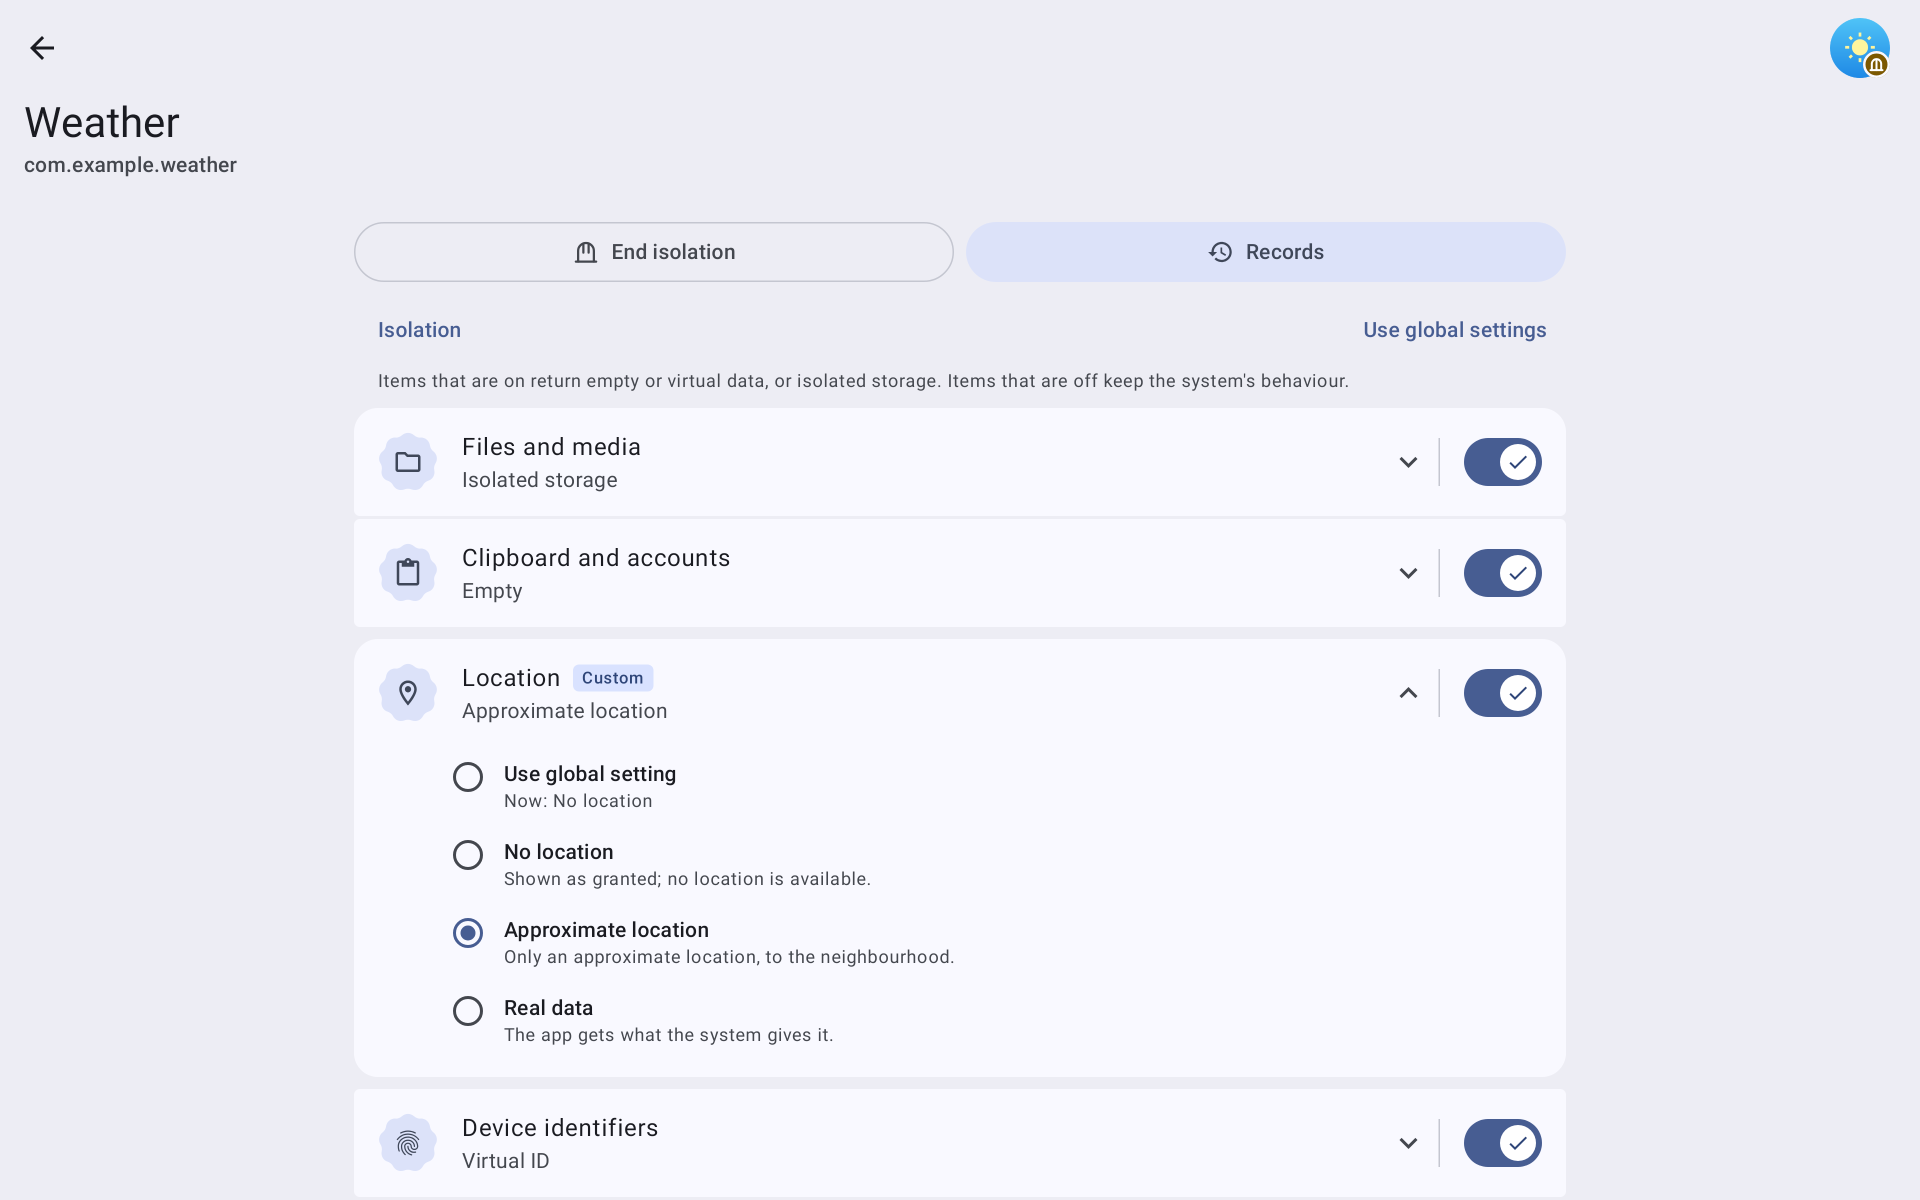 Weather
com.example.weather
End isolation
Records
Isolation
Use global settings
Items that are on return empty or virtual data, or isolated storage. Items that are off keep the system's behaviour.
Files and media
Isolated storage
Clipboard and accounts
Empty
Location
Custom
Approximate location
Use global setting
Now: No location
No location
Shown as granted; no location is available.
Approximate location
Only an approximate location, to the neighbourhood.
Real data
The app gets what the system gives it.
Device identifiers
Virtual ID